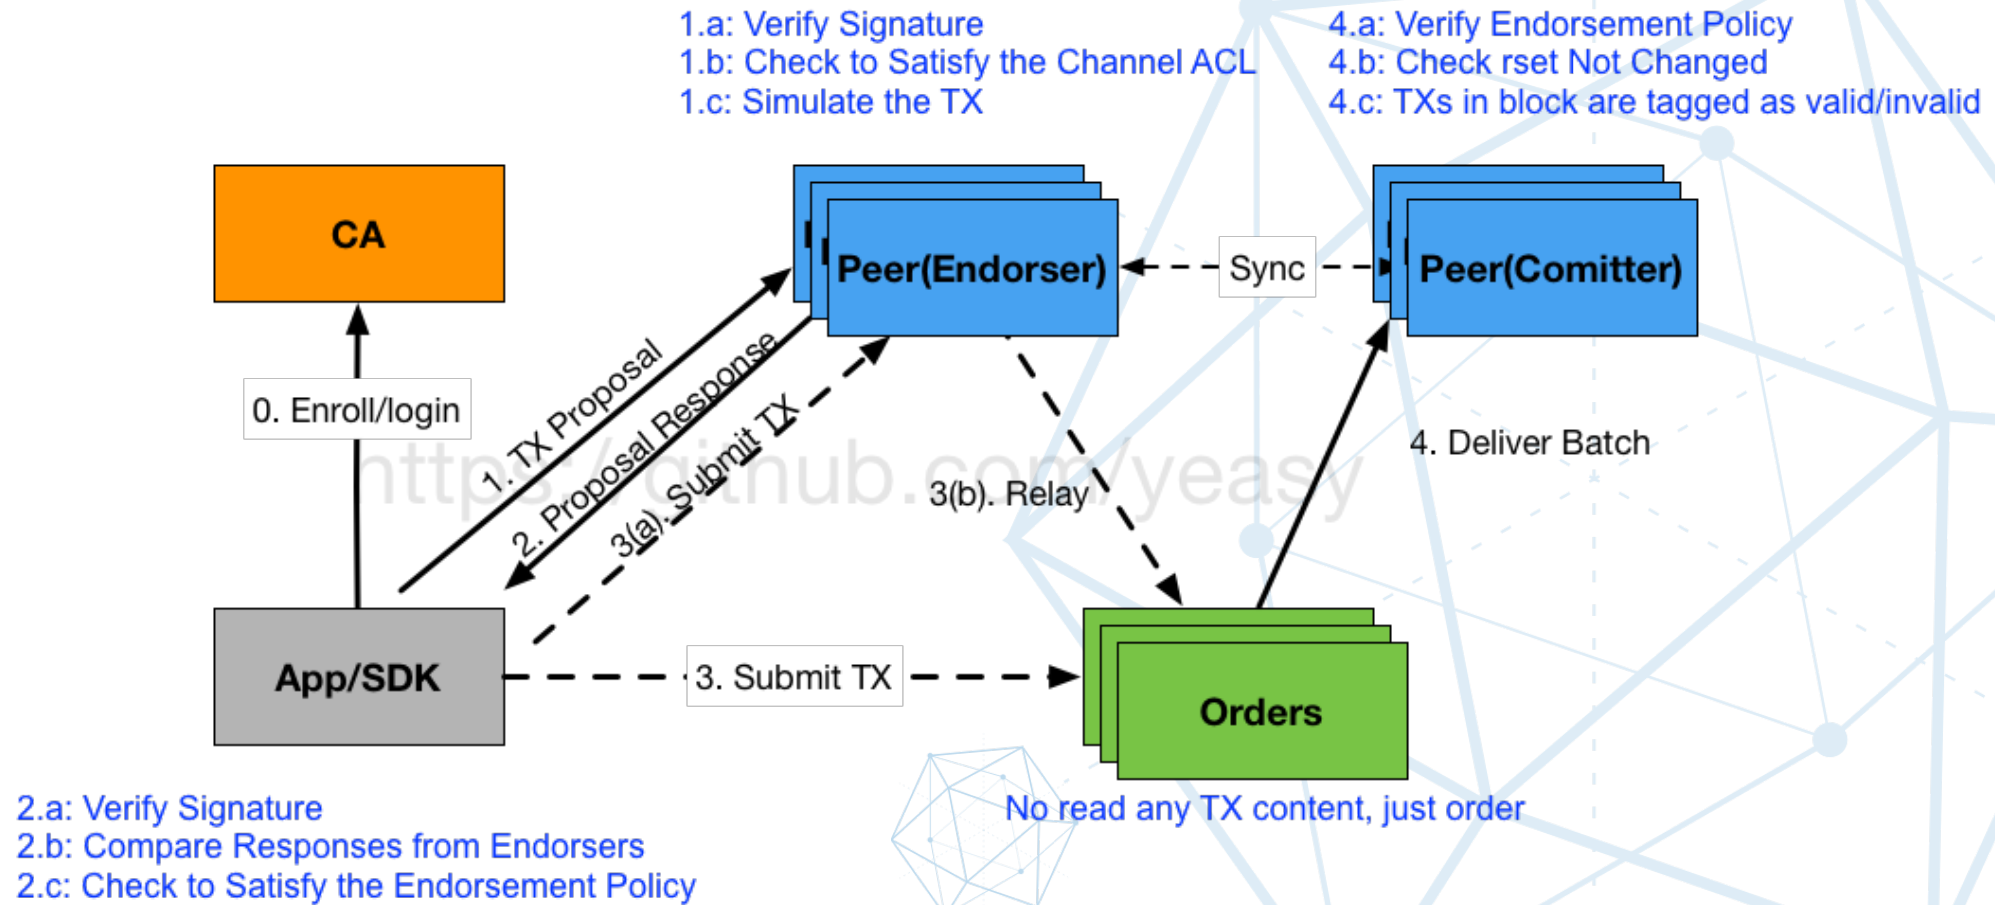 1.a: Verify Signature
1.b: Check to Satisfy the Channel ACL
1.c: Simulate the TX
4.a: Verify Endorsement Policy
4.b: Check rset Not Changed
4.c: TXs in block are tagged as valid/invalid
CA
Peer(Endorser)
Sync
Peer(Comitter)
0. Enroll/login
1. TX Proposal
2. Proposal Response
3(a). Submit TX
3(b). Relay
4. Deliver Batch
https://github.com/yeasy
App/SDK
3. Submit TX
Orders
2.a: Verify Signature
2.b: Compare Responses from Endorsers
2.c: Check to Satisfy the Endorsement Policy
No read any TX content, just order